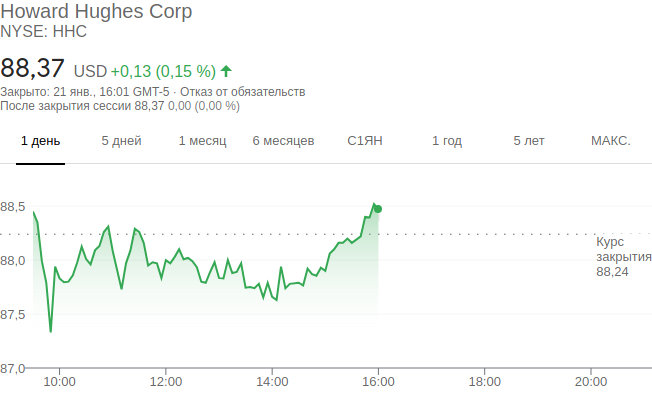 Howard Hughes Corp
NYSE: HHC
88,37 USD +0,13 (0,15 %)
Закрыто: 21 янв., 16:01 GMT-5 · Отказ от обязательств
После закрытия сессии 88,37 0,00 (0,00 %)
1 день 5 дней 1 месяц 6 месяцев С1ЯН 1 год 5 лет МАКС.
88,5
88,0
87,5
87,0
Курс
закрытия
88,24
10:00 12:00 14:00 16:00 18:00 20:00